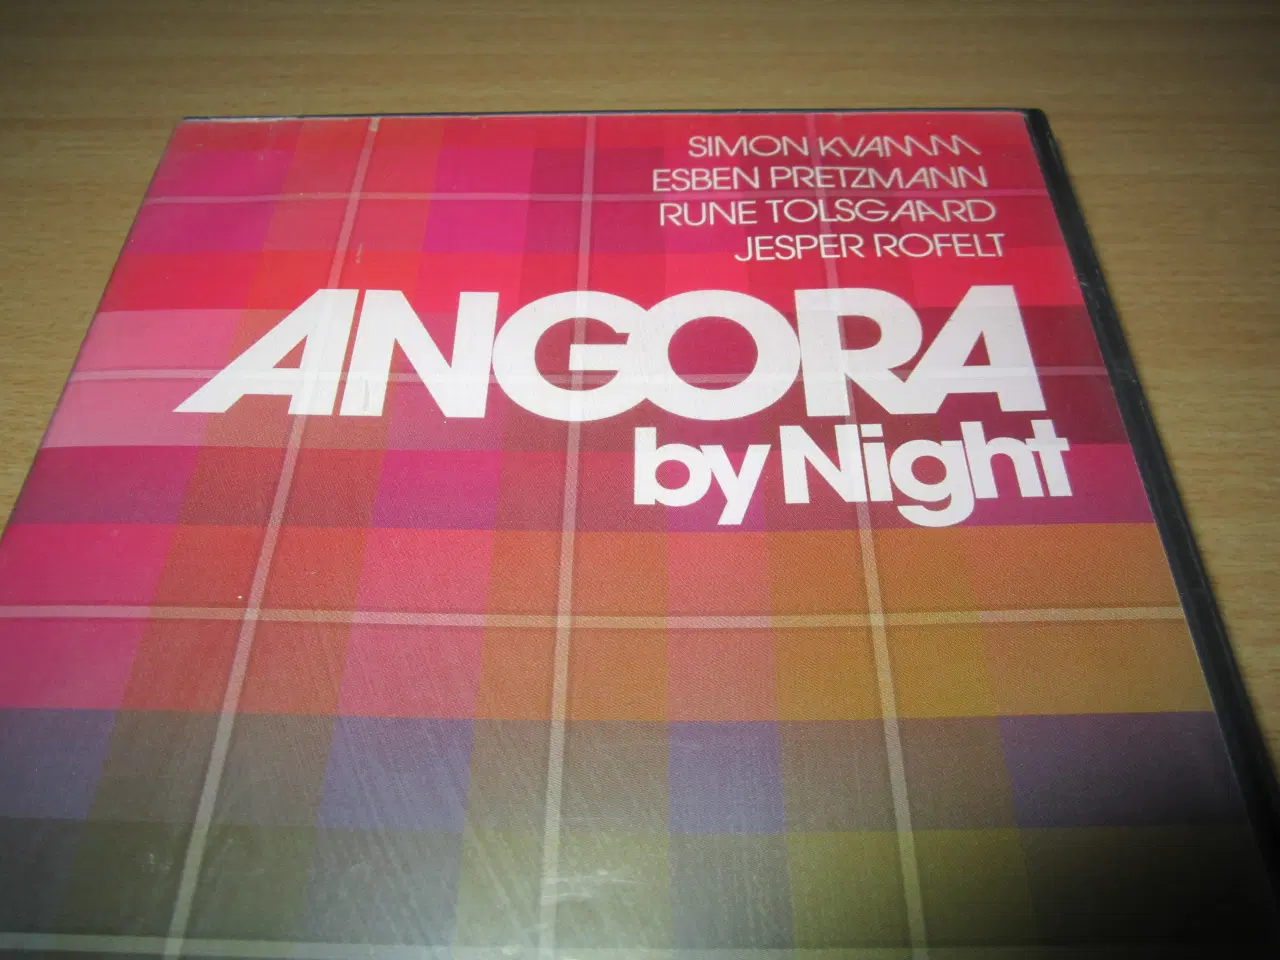 SIMON KVAMM
ESBEN PRETZMANN
RUNE TOLSGAARD
JESPER ROFELT
ANGORA
by Night